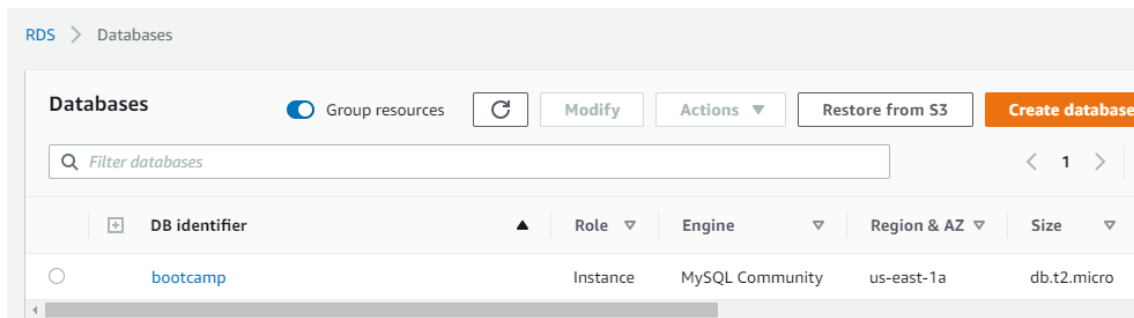 RDS > Databases
Databases Group resources Modify Actions Restore from S3 Create database
Filter databases < 1 >
DB identifier Role Engine Region & AZ Size
bootcamp Instance MySQL Community us-east-1a db.t2.micro